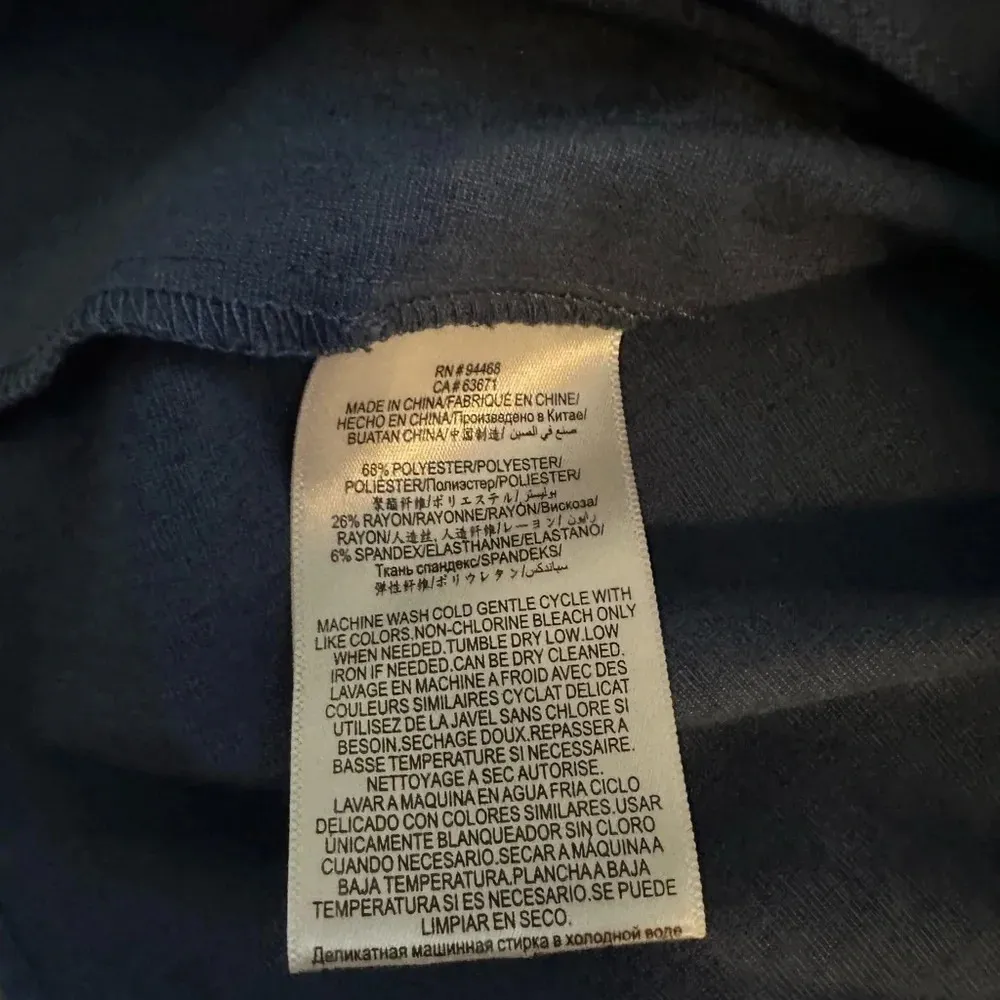 RN # 94468
CA # 63671
MADE IN CHINA/FABRIQUÉ EN CHINE/
HECHO EN CHINA/Произведено в Китае/
BUATAN CHINA/中国制造/ صنع في الصين
68% POLYESTER/POLYESTER/
POLIÉSTER/Полиэстер/POLIESTER/
聚酯纤维/ポリエステル/بوليستر
26% RAYON/RAYONNE/RAYÓN/Вискоза/
RAYON/人造丝, 人造纤维/レーヨン/ رايون
6% SPANDEX/ELASTHANNE/ELASTANO/
Ткань спандекс/SPANDEKS/
弹性纤维/ポリウレタン/سباندكس
MACHINE WASH COLD GENTLE CYCLE WITH
LIKE COLORS.NON-CHLORINE BLEACH ONLY
WHEN NEEDED.TUMBLE DRY LOW.LOW
IRON IF NEEDED.CAN BE DRY CLEANED.
LAVAGE EN MACHINE A FROID AVEC DES
COULEURS SIMILAIRES CYCLAT DELICAT
UTILISEZ DE LA JAVEL SANS CHLORE SI
BESOIN.SECHAGE DOUX.REPASSER A
BASSE TEMPERATURE SI NECESSAIRE.
NETTOYAGE A SEC AUTORISE.
LAVAR A MAQUINA EN AGUA FRIA CICLO
DELICADO CON COLORES SIMILARES.USAR
ÚNICAMENTE BLANQUEADOR SIN CLORO
CUANDO NECESARIO.SECAR A MÁQUINA A
BAJA TEMPERATURA.PLANCHA A BAJA
TEMPERATURA SI ES NECESARIO.SE PUEDE
LIMPIAR EN SECO.
Деликатная машинная стирка в холодной воде